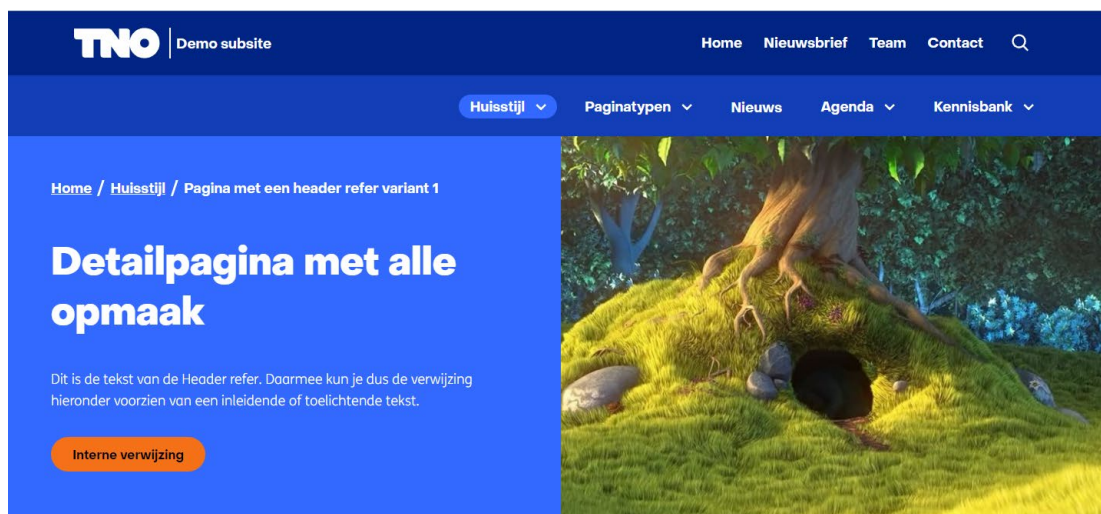 TNO Demo subsite
Home Nieuwsbrief Team Contact
Huisstijl Paginatypen Nieuws Agenda Kennisbank
Home / Huisstijl / Pagina met een header refer variant 1
Detailpagina met alle
opmaak
Dit is de tekst van de Header refer. Daarmee kun je dus de verwijzing
hieronder voorzien van een inleidende of toelichtende tekst.
Interne verwijzing